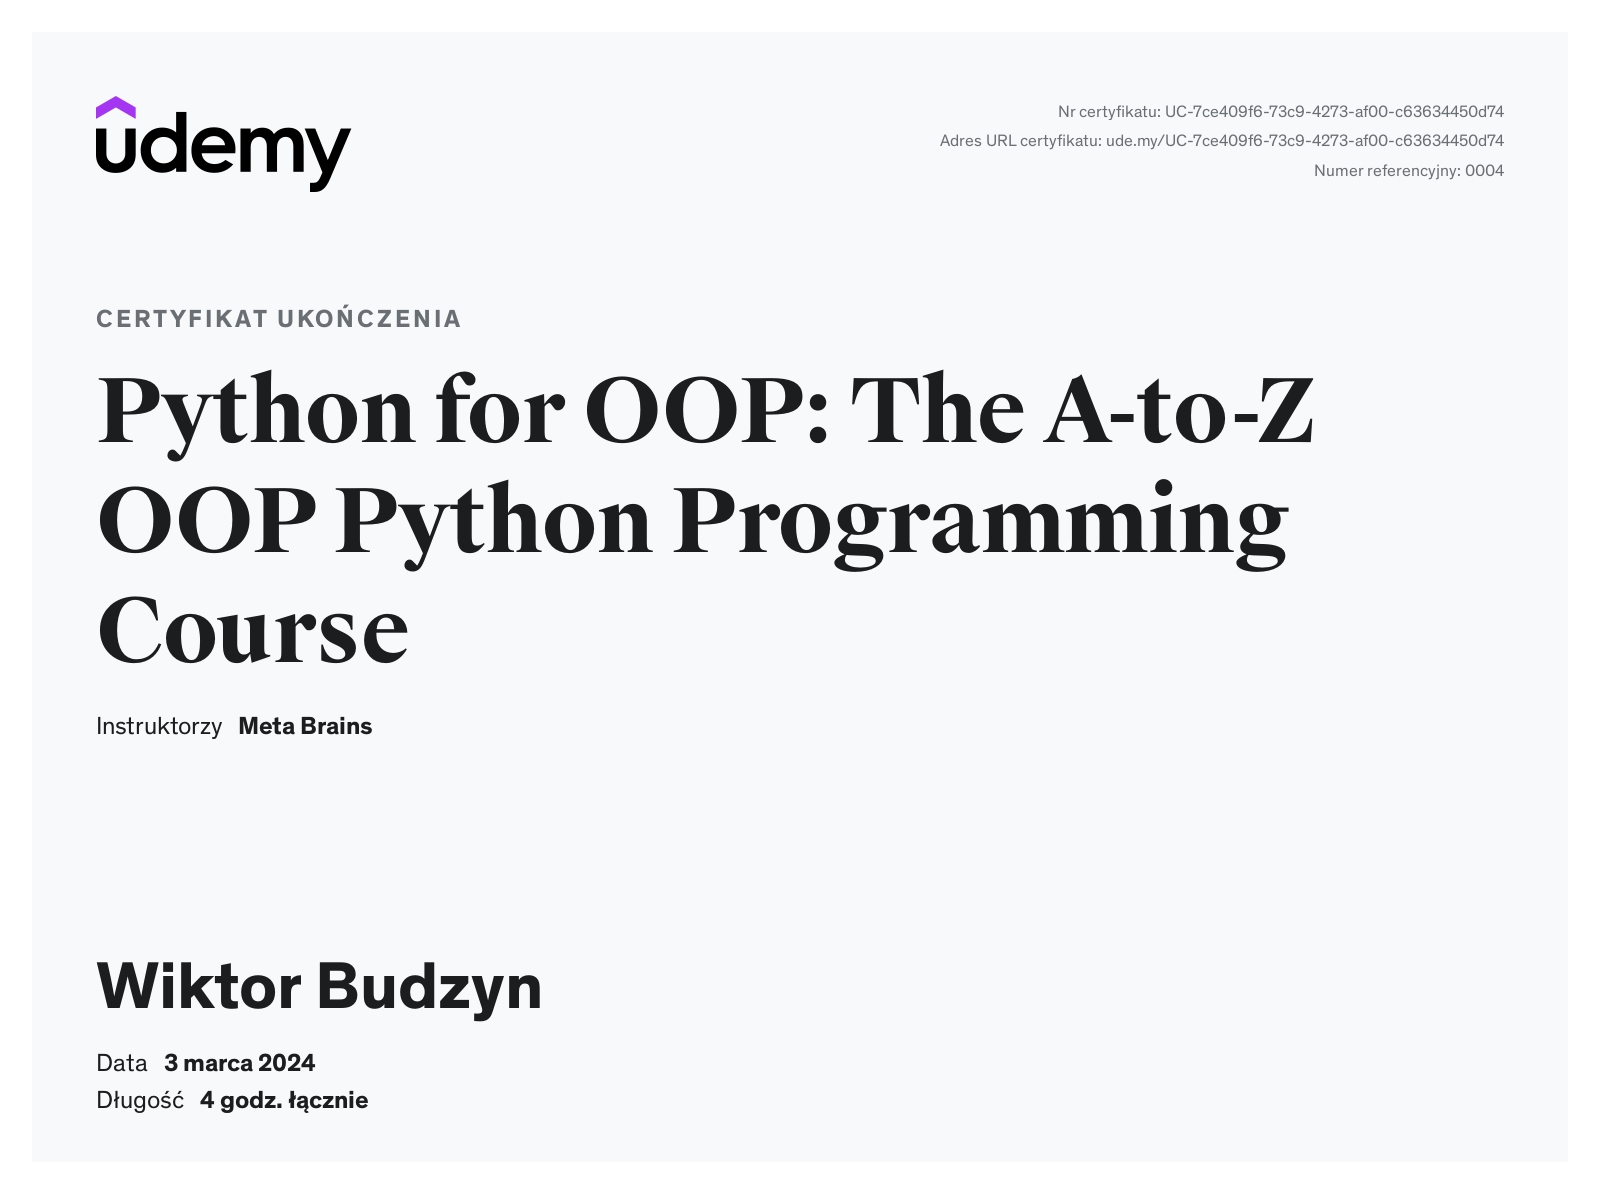 udemy
Nr certyfikatu: UC-7ce409f6-73c9-4273-af00-c63634450d74
Adres URL certyfikatu: ude.my/UC-7ce409f6-73c9-4273-af00-c63634450d74
Numer referencyjny: 0004
CERTYFIKAT UKOŃCZENIA
Python for OOP: The A-to-Z
OOP Python Programming
Course
Instruktorzy Meta Brains
Wiktor Budzyn
Data 3 marca 2024
Długość 4 godz. łącznie